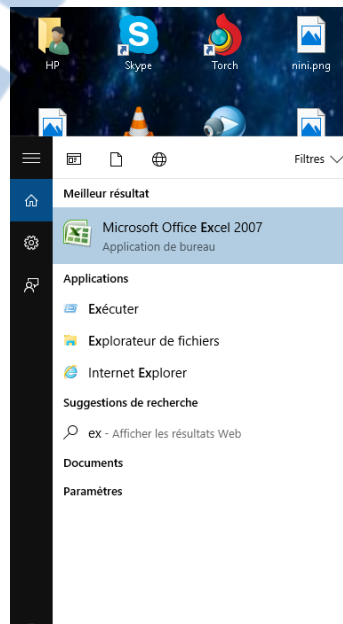 HP
Skype
Torch
nini.png
Filtres
Meilleur résultat
Microsoft Office Excel 2007
Application de bureau
Applications
Exécuter
Explorateur de fichiers
Internet Explorer
Suggestions de recherche
ex - Afficher les résultats Web
Documents
Paramètres